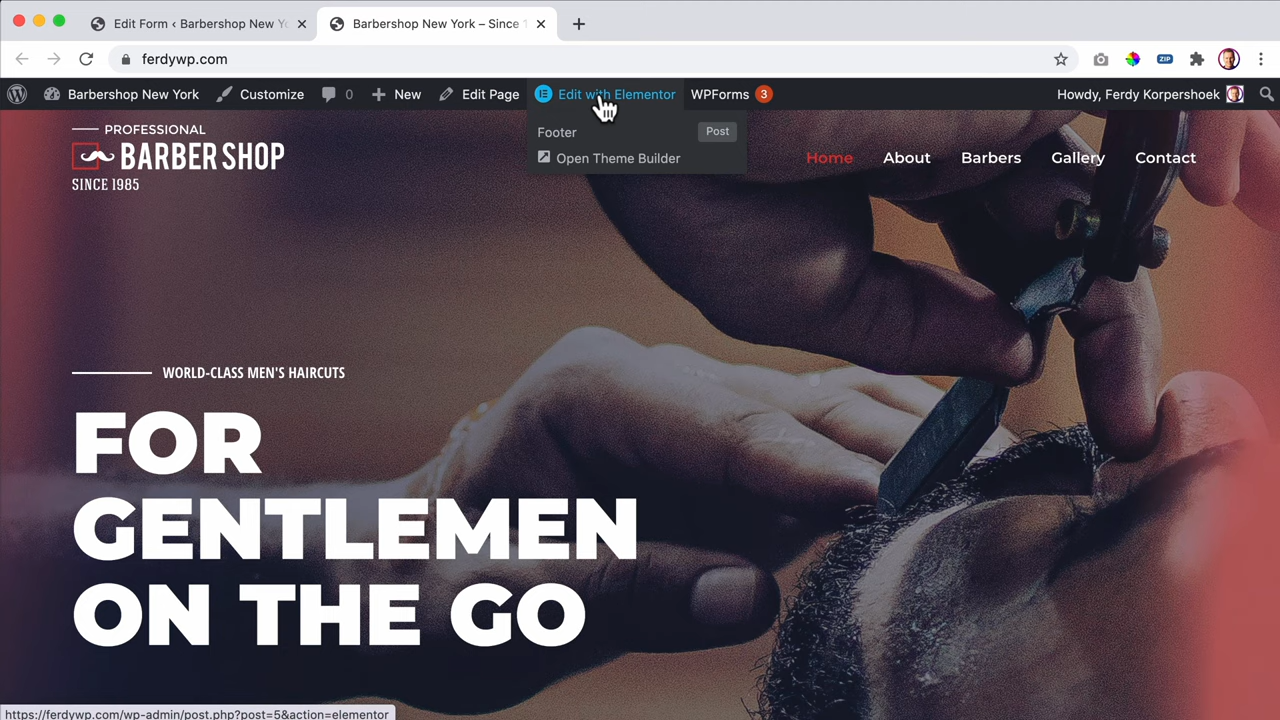 Edit Form ‹ Barbershop New Yo
Barbershop New York – Since 1
ferdywp.com
ZIP
Barbershop New York
Customize
0
New
Edit Page
Edit with Elementor
WPForms 3
Howdy, Ferdy Korpershoek
Footer
Post
Open Theme Builder
PROFESSIONAL
BARBER SHOP
SINCE 1985
Home
About
Barbers
Gallery
Contact
WORLD-CLASS MEN'S HAIRCUTS
FOR
GENTLEMEN
ON THE GO
https://ferdywp.com/wp-admin/post.php?post=5&action=elementor